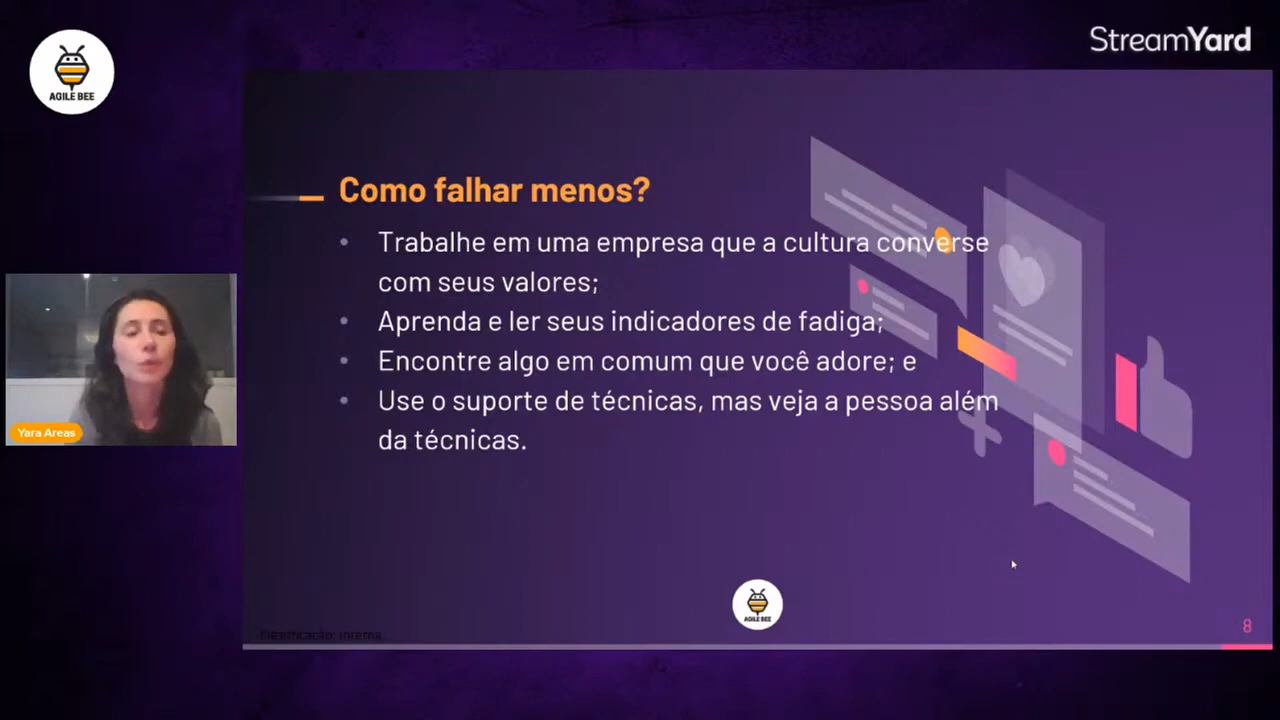 AGILE BEE
StreamYard
Como falhar menos?
• Trabalhe em uma empresa que a cultura converse
com seus valores;
• Aprenda e ler seus indicadores de fadiga;
• Encontre algo em comum que você adore; e
• Use o suporte de técnicas, mas veja a pessoa além
da técnicas.
Yara Areas
AGILE BEE
Classificação: Interna
8